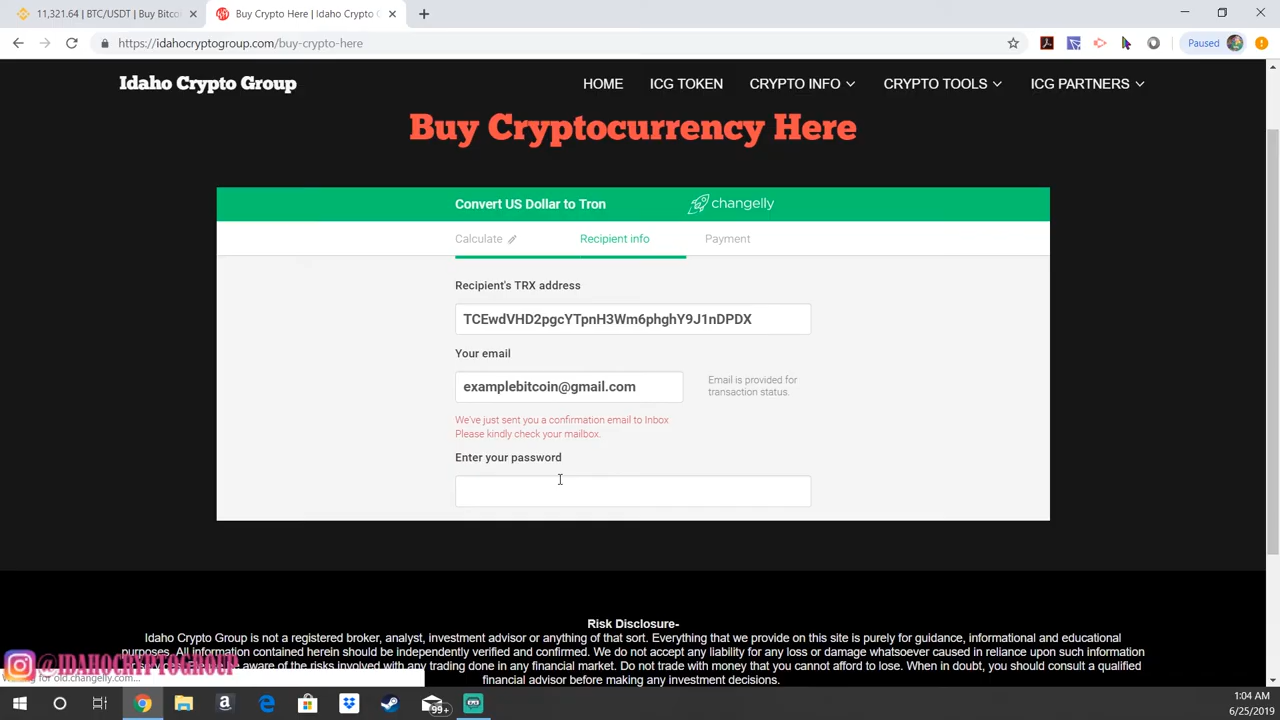 11,321.64 | BTC/USDT | Buy Bitco
Buy Crypto Here | Idaho Crypto G
https://idahocryptogroup.com/buy-crypto-here
Paused
Idaho Crypto Group
HOME
ICG TOKEN
CRYPTO INFO
CRYPTO TOOLS
ICG PARTNERS
Buy Cryptocurrency Here
Convert US Dollar to Tron
changelly
Calculate
Recipient info
Payment
Recipient's TRX address
TCEwdVHD2pgcYTpnH3Wm6phghY9J1nDPDX
Your email
examplebitcoin@gmail.com
Email is provided for
transaction status.
We've just sent you a confirmation email to Inbox
Please kindly check your mailbox.
Enter your password
Risk Disclosure-
Idaho Crypto Group is not a registered broker, analyst, investment advisor or anything of that sort. Everything that we provide on this site is purely for guidance, informational and educational
purposes. All information contained herein should be independently verified and confirmed. We do not accept any liability for any loss or damage whatsoever caused in reliance upon such information
aware of the risks involved with any trading done in any financial market. Do not trade with money that you cannot afford to lose. When in doubt, you should consult a qualified
financial advisor before making any investment decisions.
@IDAHOCRYPTOGROUP
for old.changelly.com...
99+
1:04 AM
6/25/2019